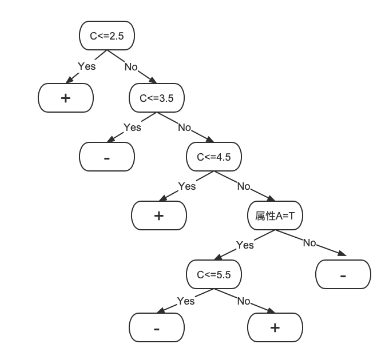 C<=2.5
Yes
No
+
C<=3.5
Yes
No
-
C<=4.5
Yes
No
+
属性A=T
Yes
No
C<=5.5
-
Yes
No
-
+